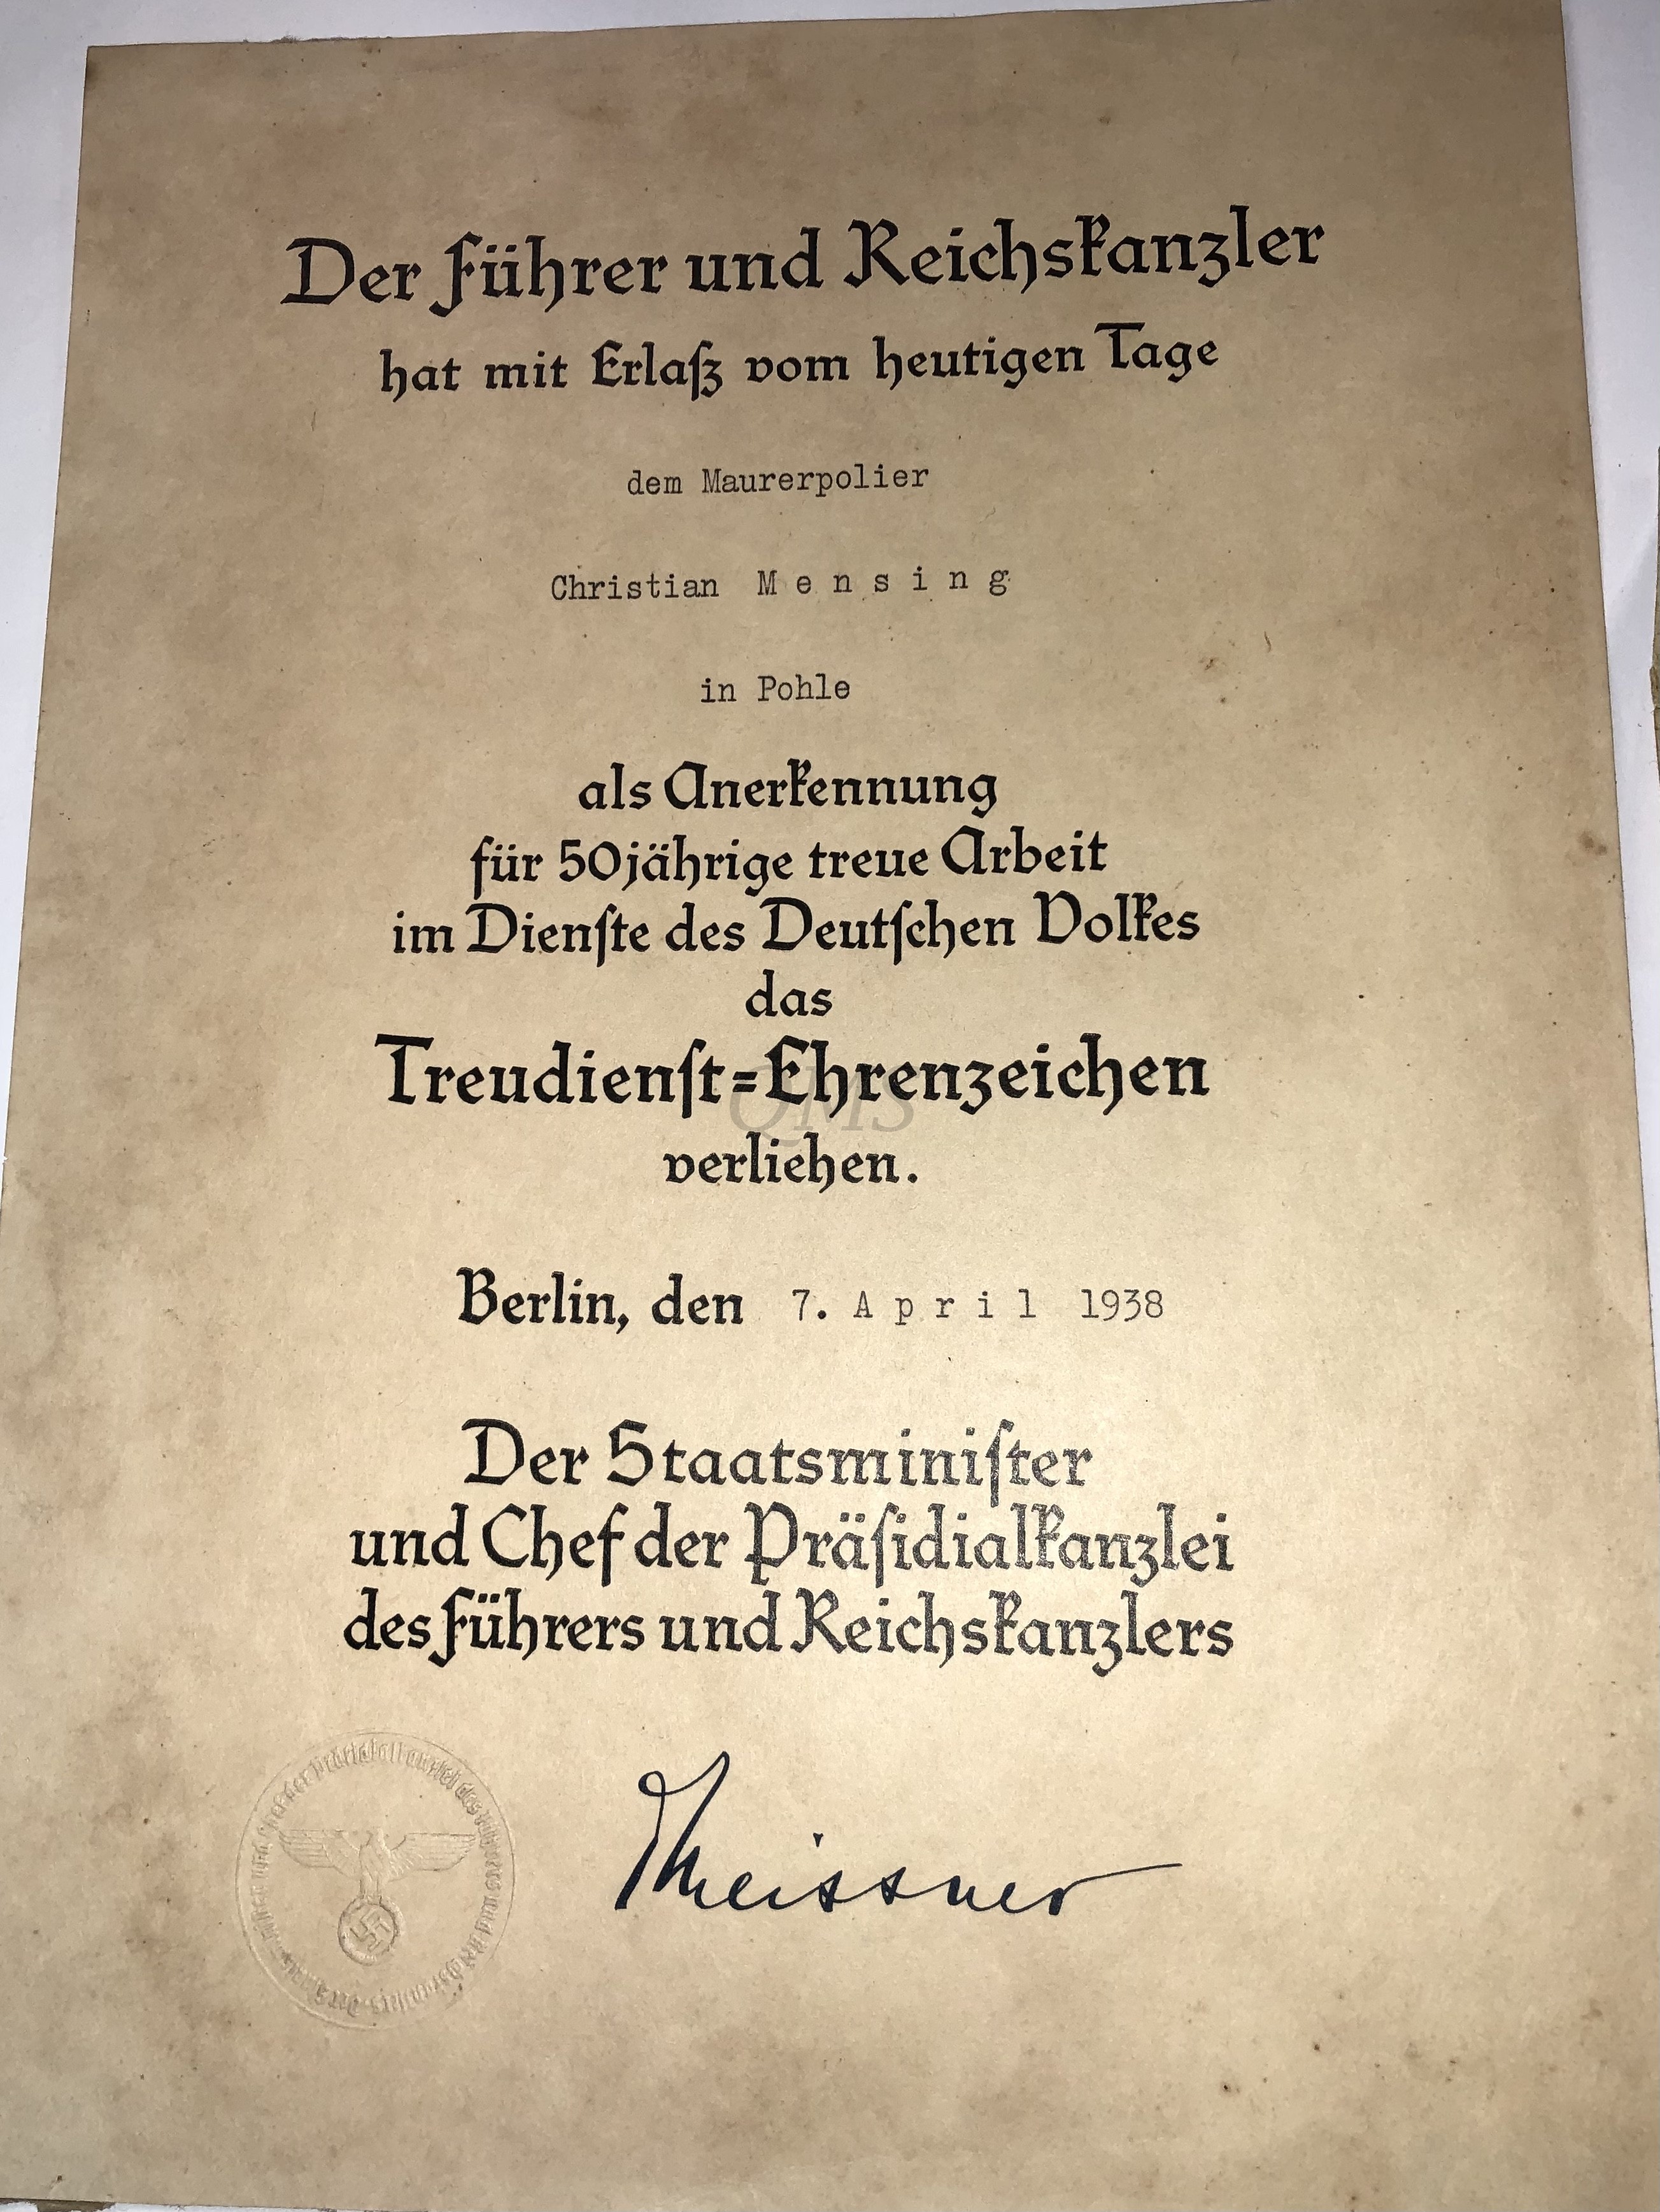 Der Führer und Reichskanzler
hat mit Erlaß vom heutigen Tage
dem Maurerpolier
Christian M e n s i n g
in Pohle
als Anerkennung
für 50jährige treue Arbeit
im Dienste des Deutschen Volkes
das
Treudienst=Ehrenzeichen
QMS
verliehen.
Berlin, den 7. A p r i l 1938
Der Staatsminister
und Chef der Präsidialkanzlei
des Führers und Reichskanzlers
Meissner